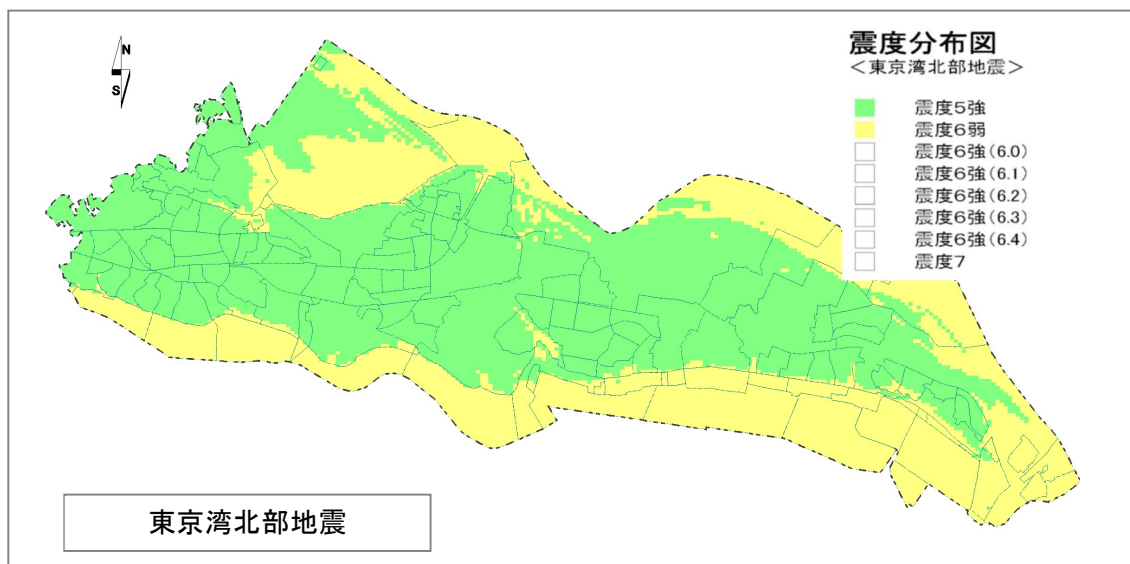 N
S
震度分布図
<東京湾北部地震>
震度5強
震度6弱
震度6強(6.0)
震度6強(6.1)
震度6強(6.2)
震度6強(6.3)
震度6強(6.4)
震度7
東京湾北部地震